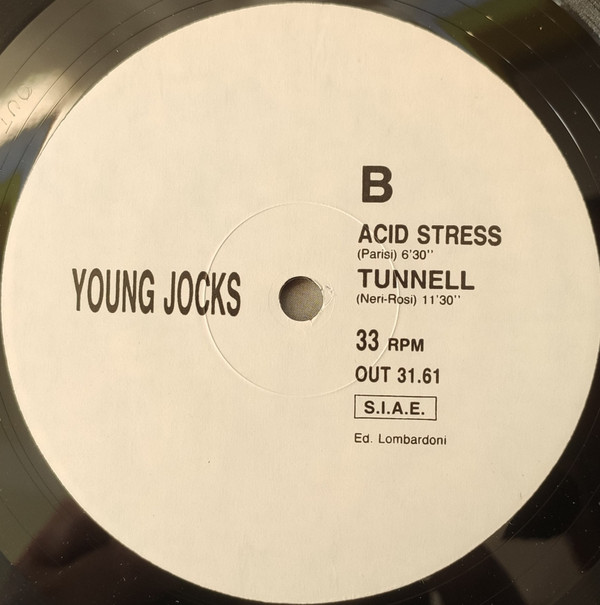 B
ACID STRESS
(Parisi) 6'30''
TUNNELL
(Neri-Rosi) 11'30''
YOUNG JOCKS
33 RPM
OUT 31.61
S.I.A.E.
Ed. Lombardoni